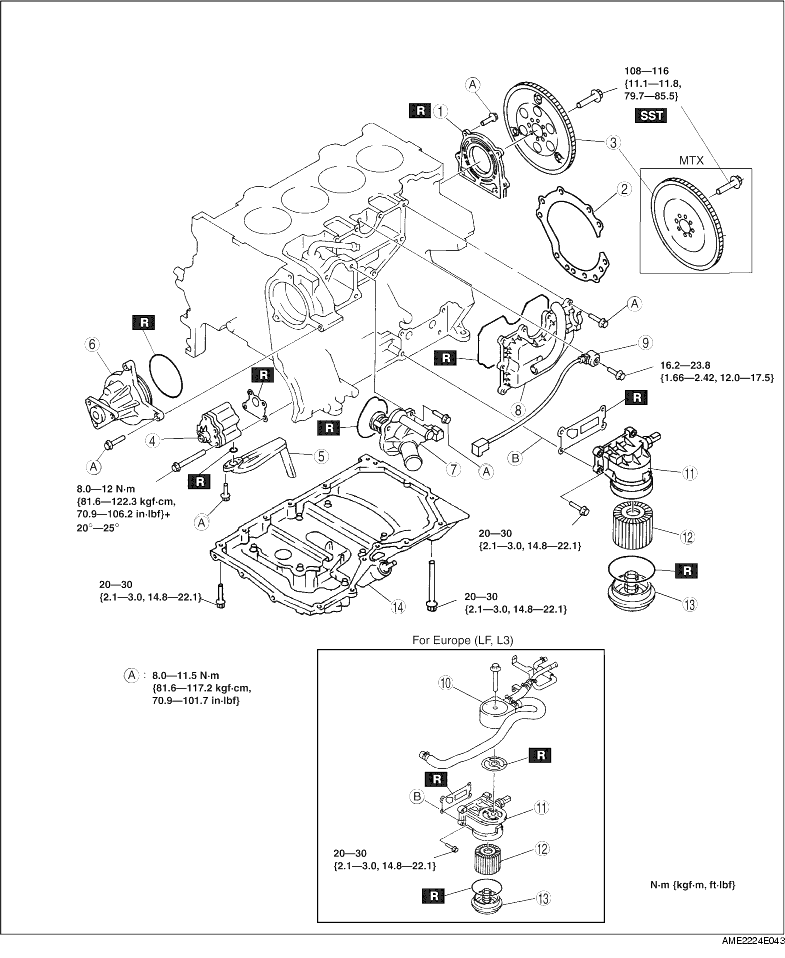 108—116
{11.1—11.8,
79.7—85.5}
SST
A
R
1
3
MTX
2
A
R
6
R
9
R
16.2—23.8
{1.66—2.42, 12.0—17.5}
8
R
R
4
5
R
7
A
B
11
A
R
8.0—12 N·m
{81.6—122.3 kgf·cm,
70.9—106.2 in·lbf}+
20°—25°
A
20—30
{2.1—3.0, 14.8—22.1}
12
R
20—30
{2.1—3.0, 14.8—22.1}
14
20—30
{2.1—3.0, 14.8—22.1}
13
For Europe (LF, L3)
A : 8.0—11.5 N·m
{81.6—117.2 kgf·cm,
70.9—101.7 in·lbf}
10
R
R
B
11
20—30
{2.1—3.0, 14.8—22.1}
12
R
13
N·m {kgf·m, ft·lbf}
AME2224E043